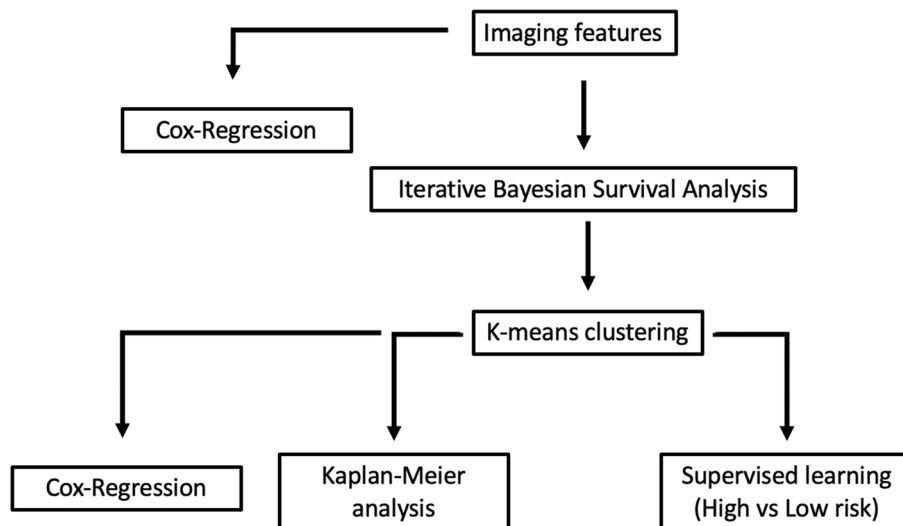 Imaging features
Cox-Regression
Iterative Bayesian Survival Analysis
K-means clustering
Cox-Regression
Kaplan-Meier
analysis
Supervised learning
(High vs Low risk)